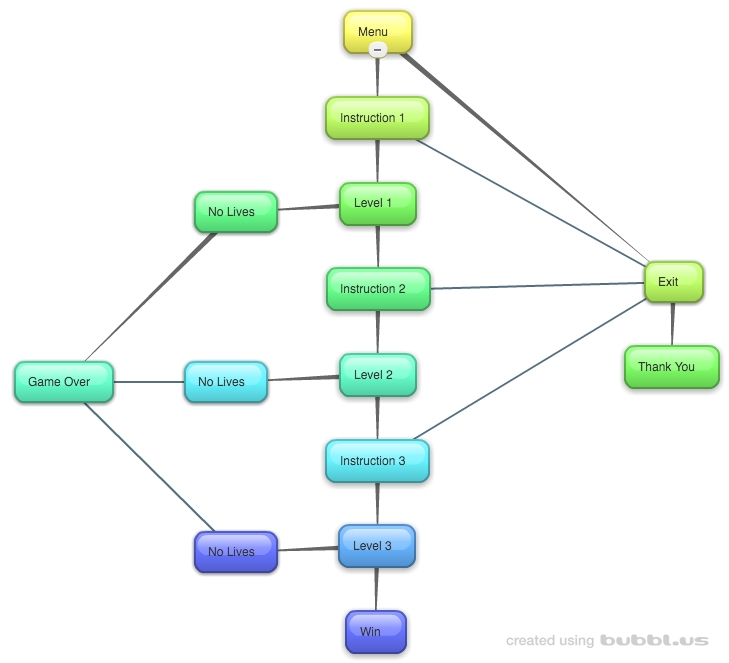 Menu
Instruction 1
Level 1
No Lives
Instruction 2
Exit
Thank You
Level 2
No Lives
Game Over
Instruction 3
Level 3
No Lives
Win
created using bubbl.us